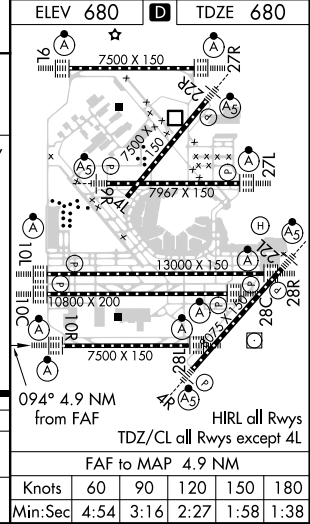 ELEV 680
D
TDZE 680
A
A
9L
7500 X 150
27R
22R
A5
P
7500 X 150
A5
P
P
27L
9R
4L
7967 X 150
A
H
A5
10L
A
P
13000 X 150
22L
P
P
28R
A
10C
P
10800 X 200
P
28C
A
A
A
10R
7500 X 150
28L
8075 X 150
P
A
4R
A5
094° 4.9 NM
from FAF
HIRL all Rwys
TDZ/CL all Rwys except 4L
FAF to MAP 4.9 NM
Knots 60 90 120 150 180
Min:Sec 4:54 3:16 2:27 1:58 1:38